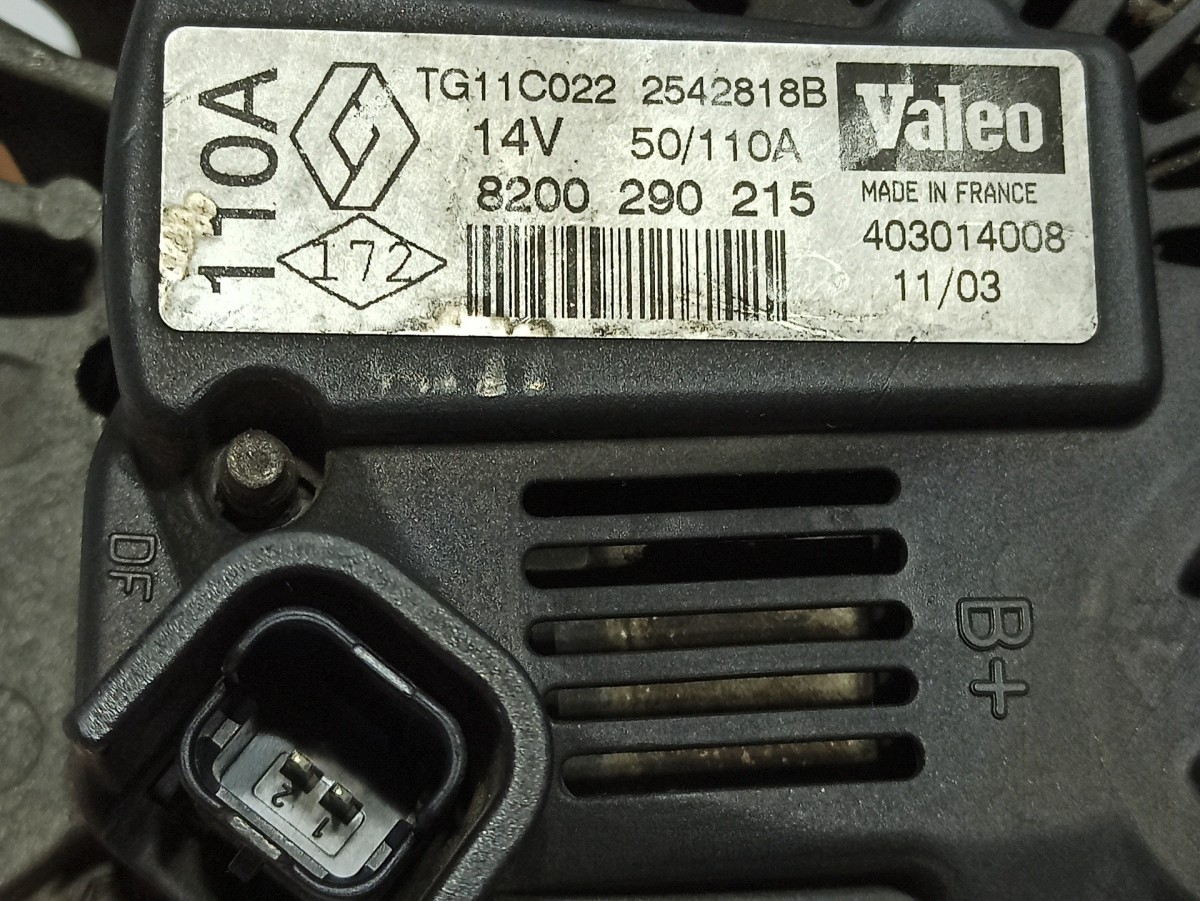 110A
TG11C022 2542818B
14V 50/110A
8200 290 215
172
Valeo
MADE IN FRANCE
403014008
11/03
DF
B+
2
1